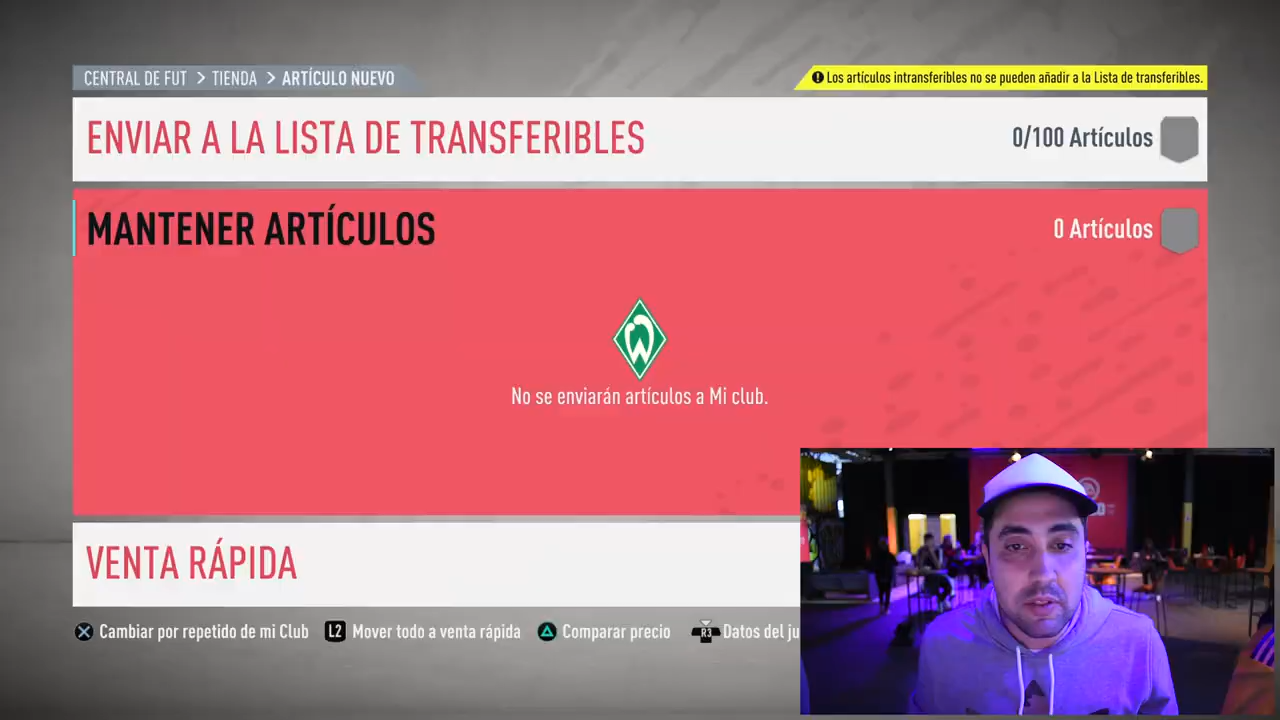 CENTRAL DE FUT > TIENDA > ARTÍCULO NUEVO
Los artículos intransferibles no se pueden añadir a la Lista de transferibles.
ENVIAR A LA LISTA DE TRANSFERIBLES
0/100 Artículos
MANTENER ARTÍCULOS
0 Artículos
No se enviarán artículos a Mi club.
VENTA RÁPIDA
Cambiar por repetido de mi Club L2 Mover todo a venta rápida Comparar precio R3 Datos del ju